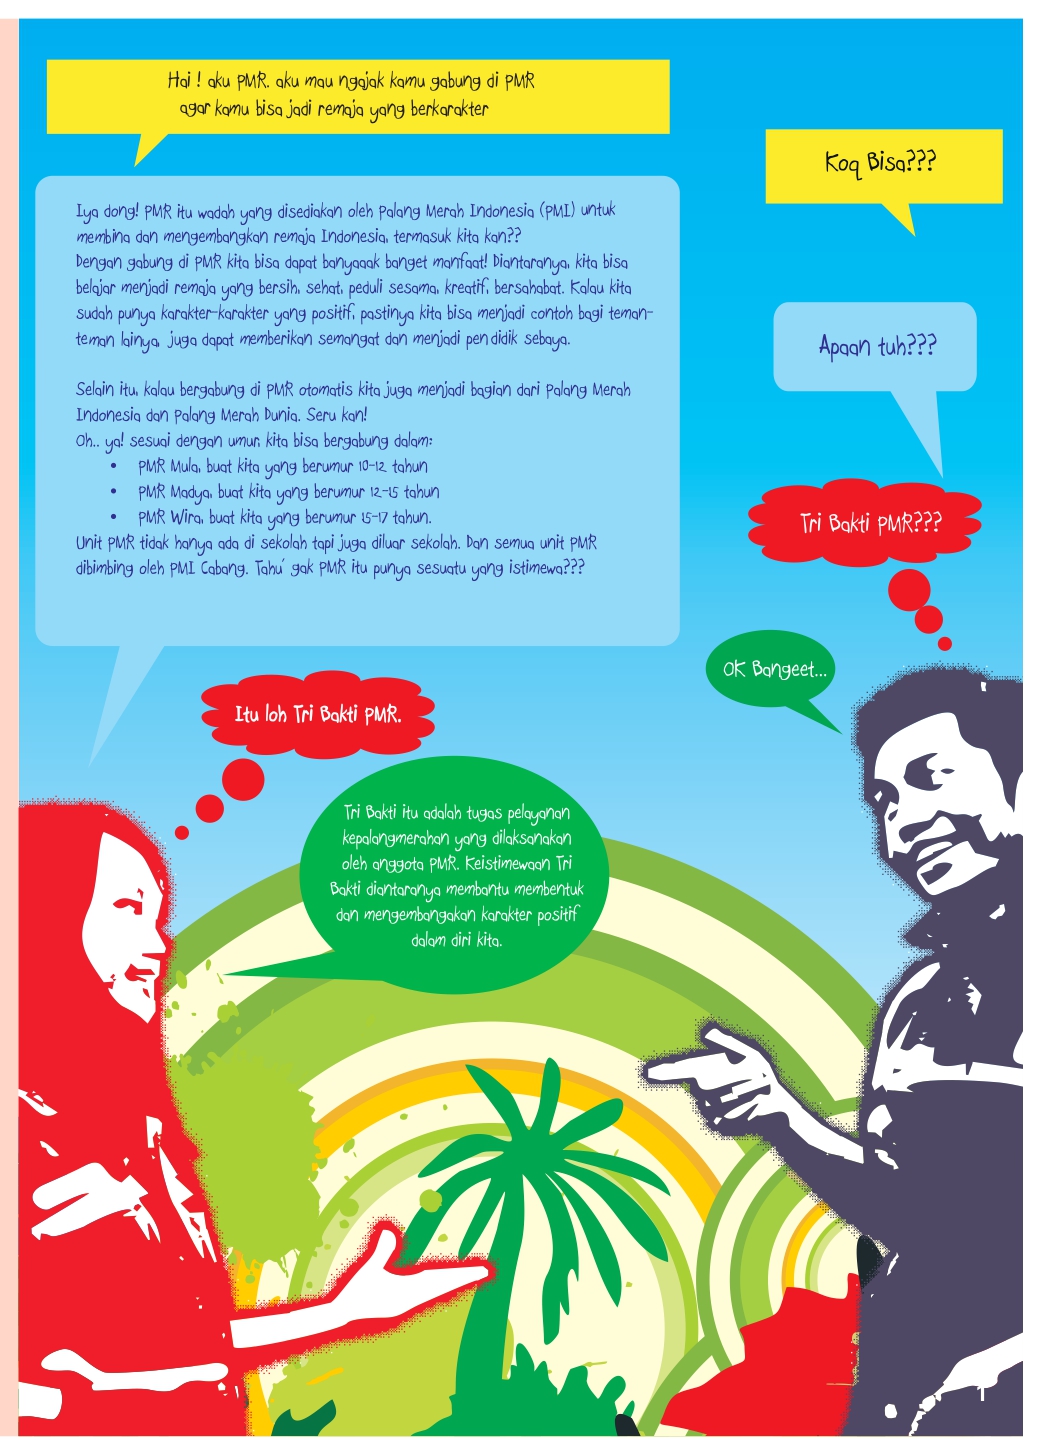 Hai ! aku PMR. aku mau ngajak kamu gabung di PMR
agar kamu bisa jadi remaja yang berkarakter
Koq Bisa???
Iya dong! PMR itu wadah yang disediakan oleh Palang Merah Indonesia (PMI) untuk
membina dan mengembangkan remaja Indonesia, termasuk kita kan??
Dengan gabung di PMR kita bisa dapat banyaaak banget manfaat! Diantaranya, kita bisa
belajar menjadi remaja yang bersih, sehat, peduli sesama, kreatif, bersahabat. Kalau kita
sudah punya karakter-karakter yang positif, pastinya kita bisa menjadi contoh bagi teman-
teman lainya, juga dapat memberikan semangat dan menjadi pendidik sebaya.
Selain itu, kalau bergabung di PMR otomatis kita juga menjadi bagian dari Palang Merah
Indonesia dan Palang Merah Dunia. Seru kan!
Oh.. ya! sesuai dengan umur, kita bisa bergabung dalam:
• PMR Mula, buat kita yang berumur 10-12 tahun
• PMR Madya, buat kita yang berumur 12-15 tahun
• PMR Wira, buat kita yang berumur 15-17 tahun.
Unit PMR tidak hanya ada di sekolah tapi juga diluar sekolah. Dan semua unit PMR
dibimbing oleh PMI Cabang. Tahu' gak PMR itu punya sesuatu yang istimewa???
Apaan tuh???
Itu loh Tri Bakti PMR.
Tri Bakti PMR???
Tri Bakti itu adalah tugas pelayanan
kepalangmerahan yang dilaksanakan
oleh anggota PMR. Keistimewaan Tri
Bakti diantaranya membantu membentuk
dan mengembangakan karakter positif
dalam diri kita.
OK Bangeet...